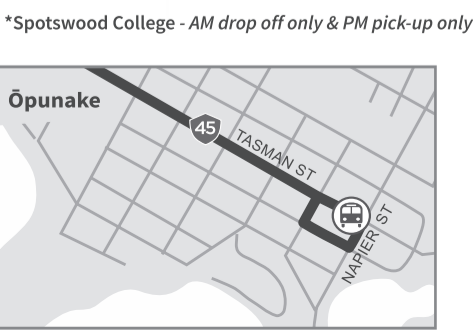 *Spotswood College - AM drop off only & PM pick-up only
Ōpunake
45
TASMAN ST
NAPIER ST